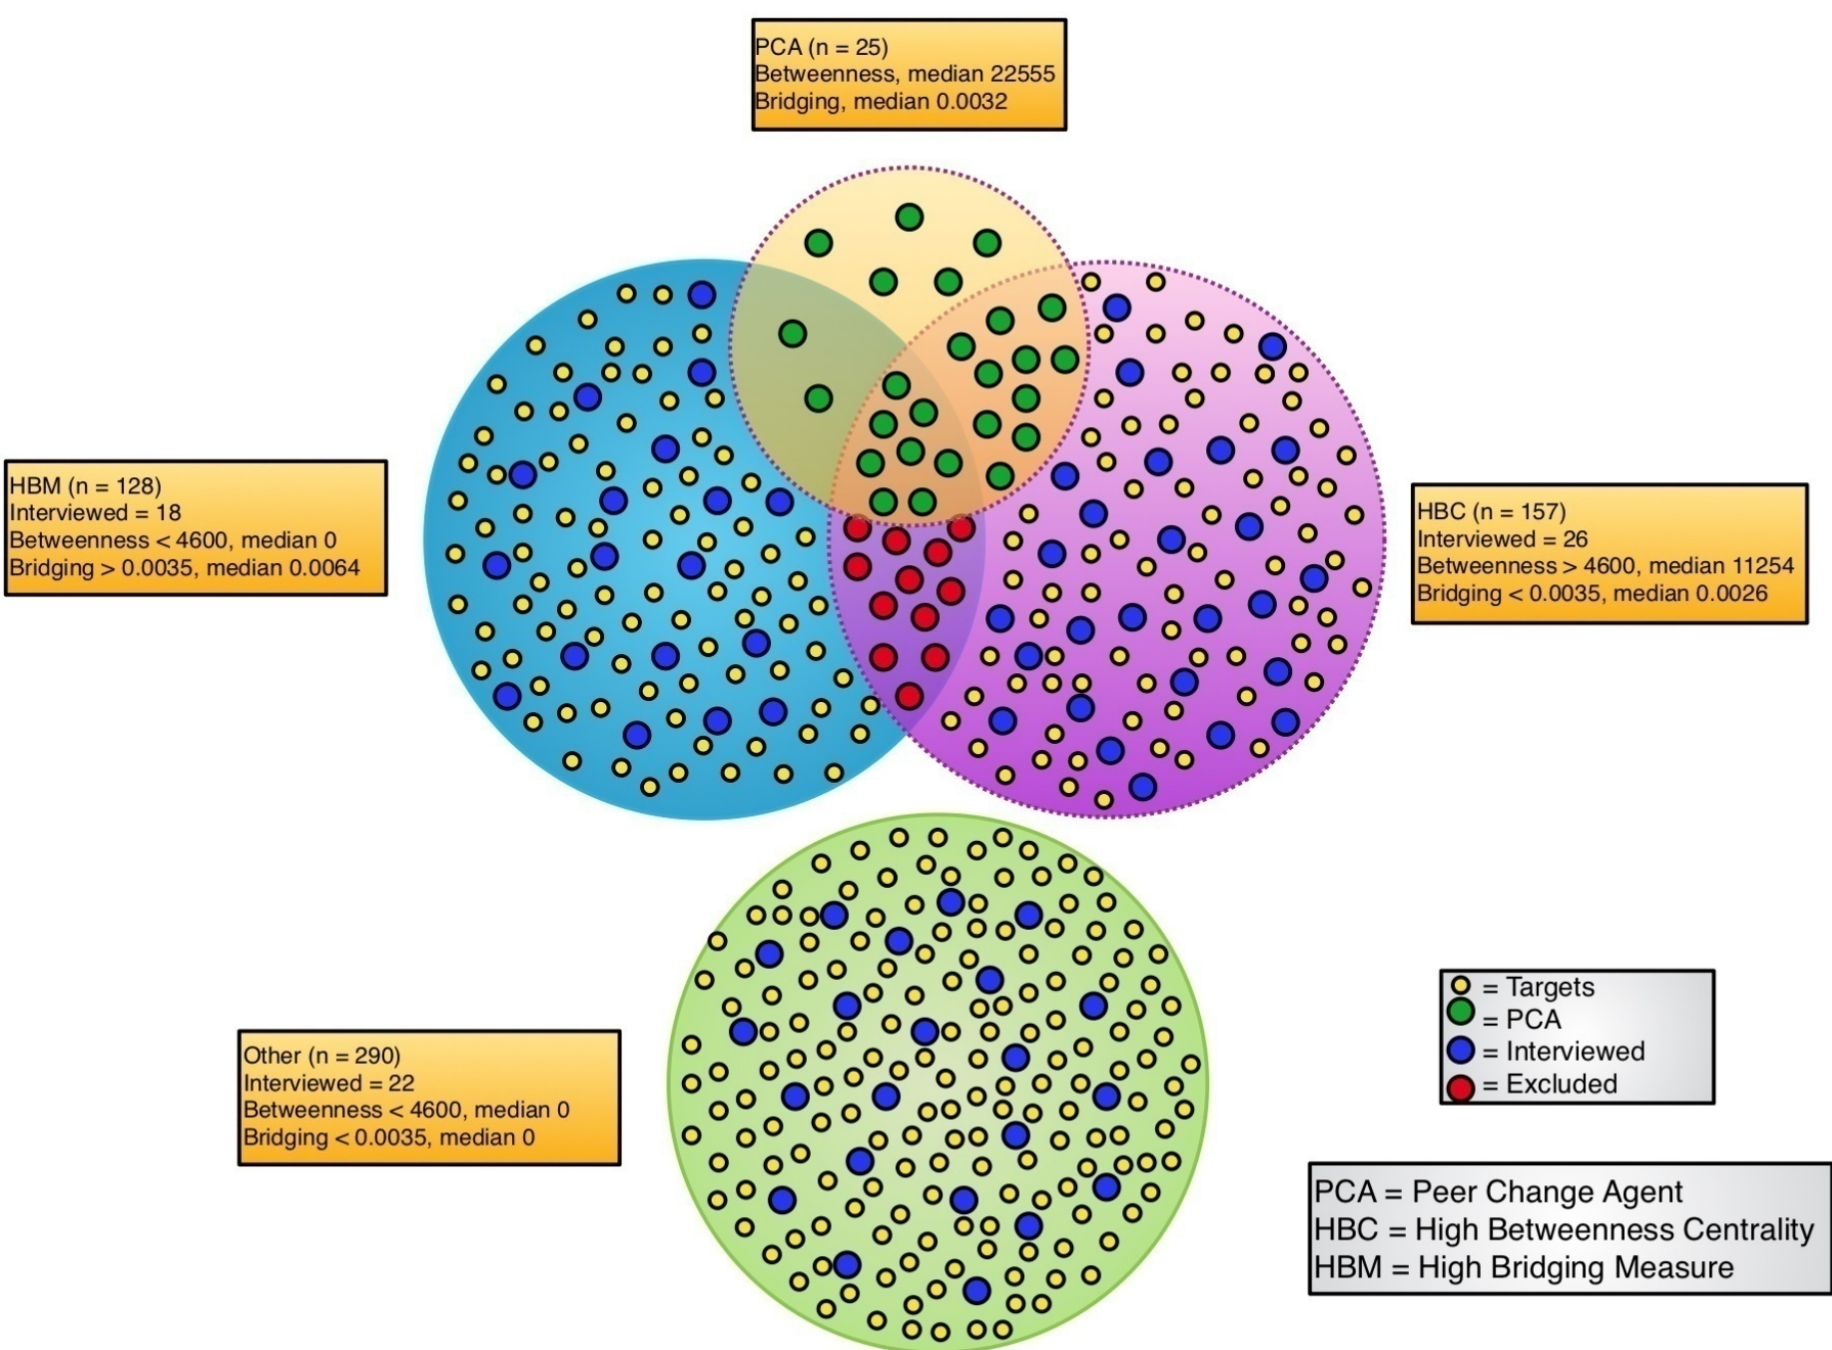 PCA (n = 25)
Betweenness, median 22555
Bridging, median 0.0032
HBM (n = 128)
Interviewed = 18
Betweenness < 4600, median 0
Bridging > 0.0035, median 0.0064
HBC (n = 157)
Interviewed = 26
Betweenness > 4600, median 11254
Bridging < 0.0035, median 0.0026
Other (n = 290)
Interviewed = 22
Betweenness < 4600, median 0
Bridging < 0.0035, median 0
= Targets
= PCA
= Interviewed
= Excluded
PCA = Peer Change Agent
HBC = High Betweenness Centrality
HBM = High Bridging Measure